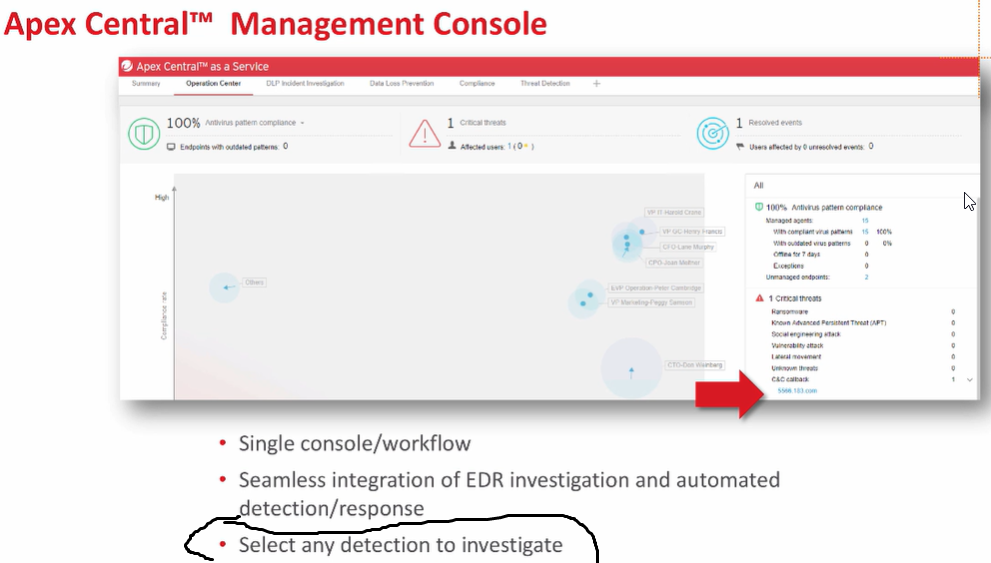 Apex Central™ Management Console
Apex Central™ as a Service
Summary Operation Center DLP Incident Investigation Data Loss Prevention Compliance Threat Detection +
100% Antivirus pattern compliance
Endpoints with outdated patterns: 0
1 Critical threats
Affected users: 1 ( 0 )
1 Resolved events
Users affected by 0 unresolved events: 0
High
Compliance rate
Others
VP IT-Harold Crane
VP GC-Henry Francis
CFO-Lane Murphy
CPO-Joan
EVP Operation-Peter Cambridge
VP Marketing-Peggy
CTO-Don Wainberg
All
100% Antivirus pattern compliance
Managed agents: 15
With compliant virus patterns 15 100%
With outdated virus patterns 0 0%
Offline for 7 days 0
Exceptions 0
Unmanaged endpoints: 2
1 Critical threats
Ransomware 0
Known Advanced Persistent Threat (APT) 0
Social engineering attack 0
Vulnerability attack 0
Lateral movement 0
Unknown threats 0
C&C callback 1
• Single console/workflow
• Seamless integration of EDR investigation and automated
detection/response
• Select any detection to investigate